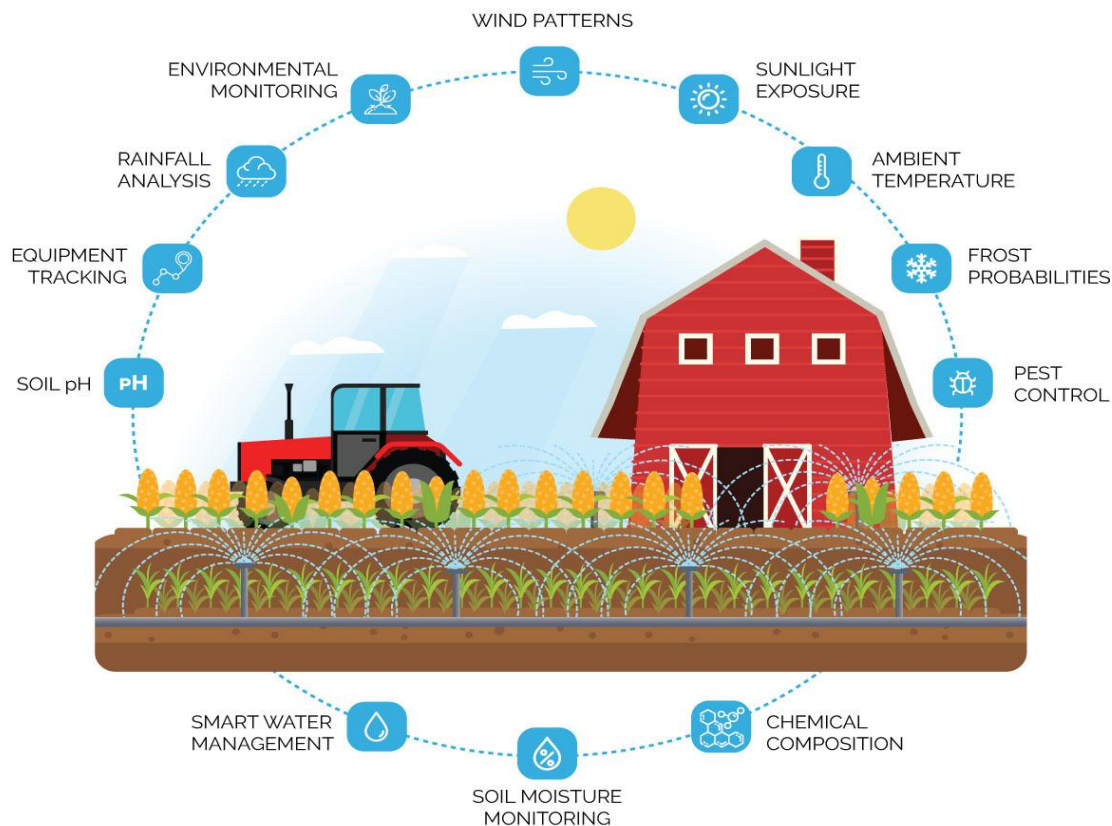 WIND PATTERNS
ENVIRONMENTAL
MONITORING
SUNLIGHT
EXPOSURE
RAINFALL
ANALYSIS
AMBIENT
TEMPERATURE
EQUIPMENT
TRACKING
FROST
PROBABILITIES
SOIL pH
pH
PEST
CONTROL
SMART WATER
MANAGEMENT
%
CHEMICAL
COMPOSITION
SOIL MOISTURE
MONITORING